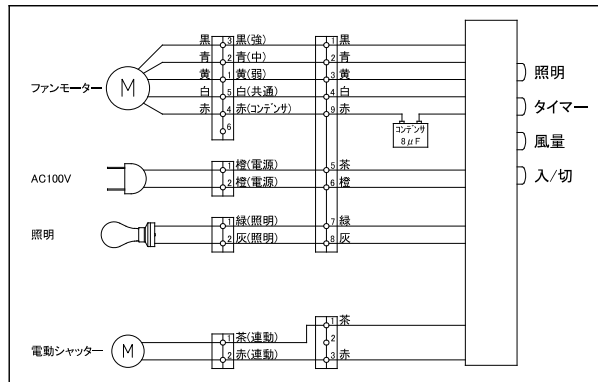 黒 3 黒(強) 1 黒
青 2 青(中) 2 青
黄 1 黄(弱) 3 黄
白 5 白(共通) 4 白
赤 4 赤(コンデンサ) 9 赤
6
ファンモーター M
コンデンサ
8μF
照明
タイマー
風量
入/切
AC100V
1 橙(電源) 5 茶
2 橙(電源) 6 橙
照明
1 緑(照明) 7 緑
2 灰(照明) 8 灰
電動シャッター M
1 茶(連動) 1 茶
2
2 赤(連動) 3 赤